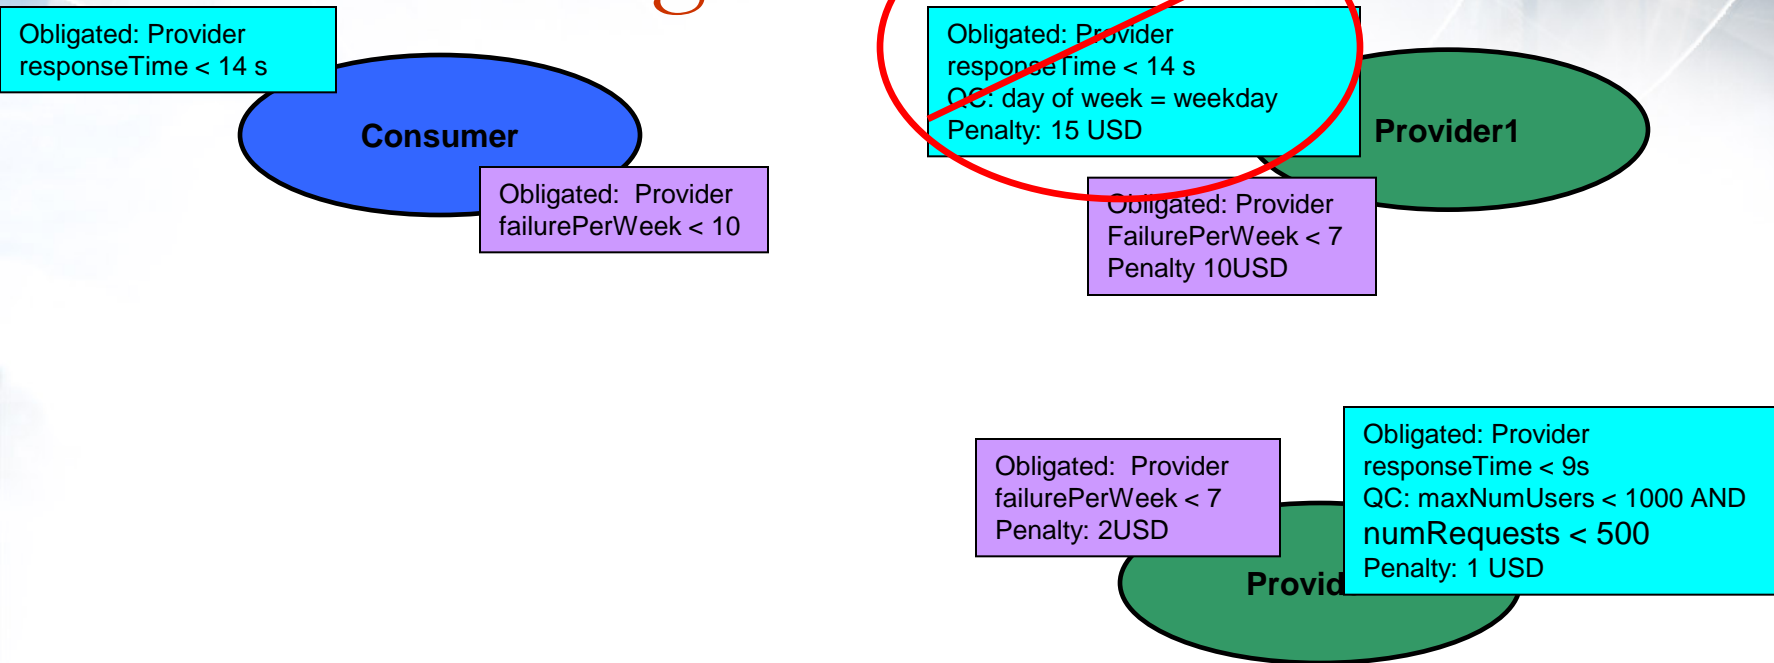 Obligated: Provider
responseTime < 14 s
Consumer
Obligated:  Provider
failurePerWeek < 10
Obligated: Provider
responseTime < 14 s
QC: day of week = weekday
Penalty: 15 USD
Provider1
Obligated: Provider
FailurePerWeek < 7
Penalty 10USD
Obligated:  Provider
failurePerWeek < 7
Penalty: 2USD
Obligated: Provider
responseTime < 9s
QC: maxNumUsers < 1000 AND
numRequests < 500
Penalty: 1 USD